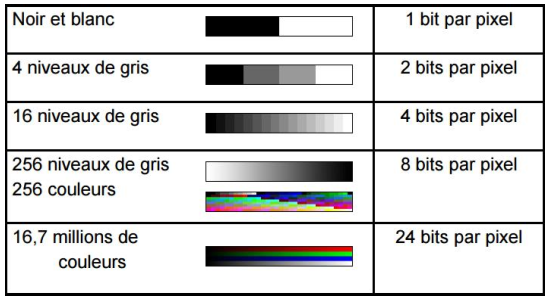 Noir et blanc 1 bit par pixel
4 niveaux de gris 2 bits par pixel
16 niveaux de gris 4 bits par pixel
256 niveaux de gris 8 bits par pixel
256 couleurs
16,7 millions de 24 bits par pixel
couleurs